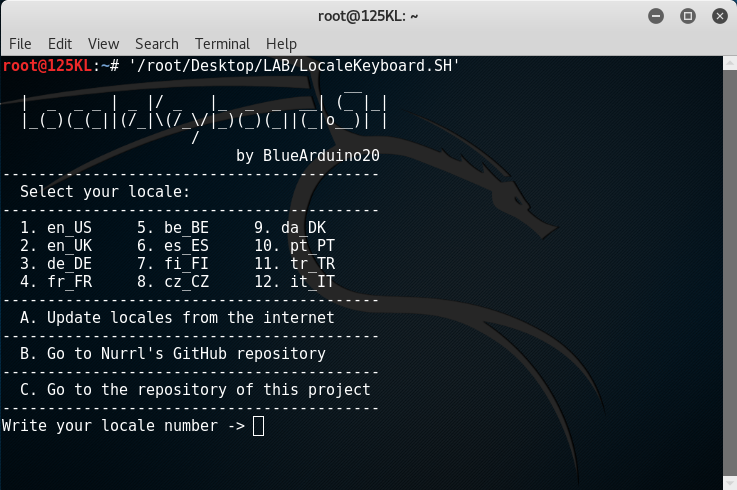 root@125KL: ~
File Edit View Search Terminal Help
root@125KL:~# '/root/Desktop/LAB/LocaleKeyboard.SH'
                                      __
  |  _  _ _ | _ |/ _   |_  _  _  __| (_ |_|
  |_(_)(_(_||(/_|\(/_\/|_)(_)(_||(_|o__)| |
                     /
by BlueArduino20
------------------------------------------
Select your locale:
------------------------------------------
1. en_US     5. be_BE     9. da_DK
2. en_UK     6. es_ES     10. pt_PT
3. de_DE     7. fi_FI     11. tr_TR
4. fr_FR     8. cz_CZ     12. it_IT
------------------------------------------
A. Update locales from the internet
------------------------------------------
B. Go to Nurrl's GitHub repository
------------------------------------------
C. Go to the repository of this project
------------------------------------------
Write your locale number ->